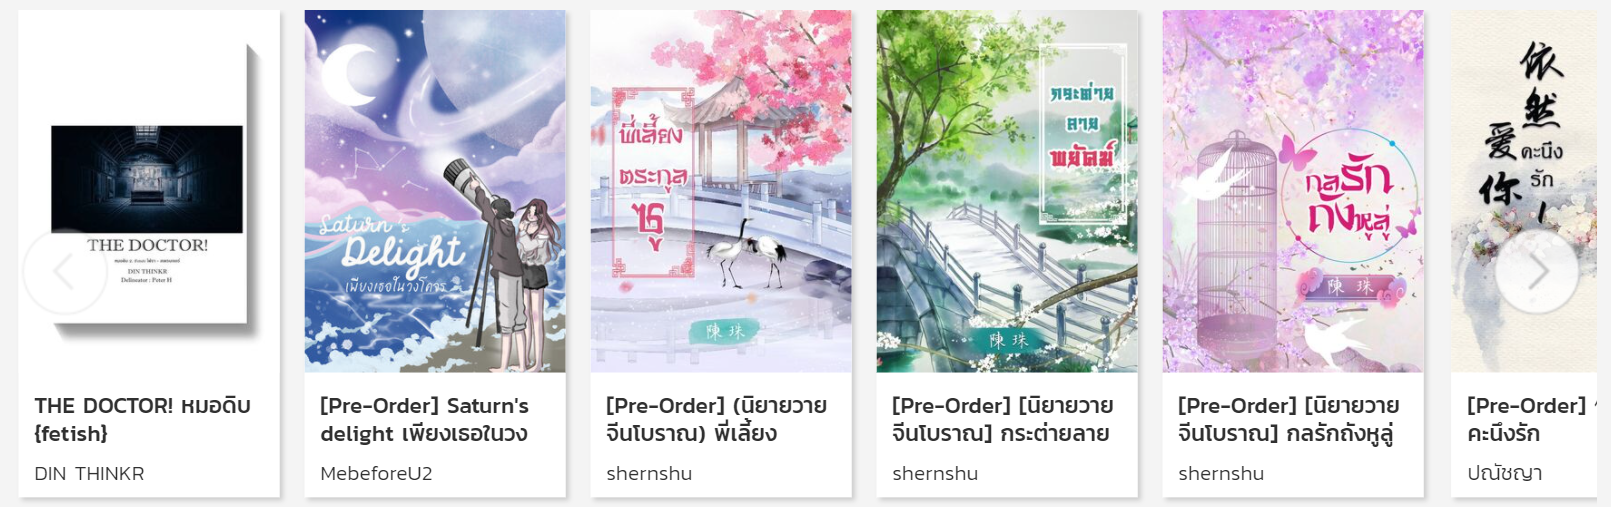 THE DOCTOR!
DIN THINKR
Delineator : Peter H
THE DOCTOR! หมอดิบ
{fetish}
DIN THINKR
Saturn's
Delight
เพียงเธอในวงโคจร
[Pre-Order] Saturn's
delight เพียงเธอในวง
MebeforeU2
พี่เลี้ยง
ตระกูล
ซู
陳珠
[Pre-Order] (นิยายวาย
จีนโบราณ) พี่เลี้ยง
shernshu
กระต่าย
ลาย
พยัคฆ์
陳珠
[Pre-Order] [นิยายวาย
จีนโบราณ] กระต่ายลาย
shernshu
กลรัก
ถังหูลู่
陳珠
[Pre-Order] [นิยายวาย
จีนโบราณ] กลรักถังหูลู่
shernshu
依然
爱你
คะนึง
รัก
[Pre-Order]
คะนึงรัก
ปณัชญา